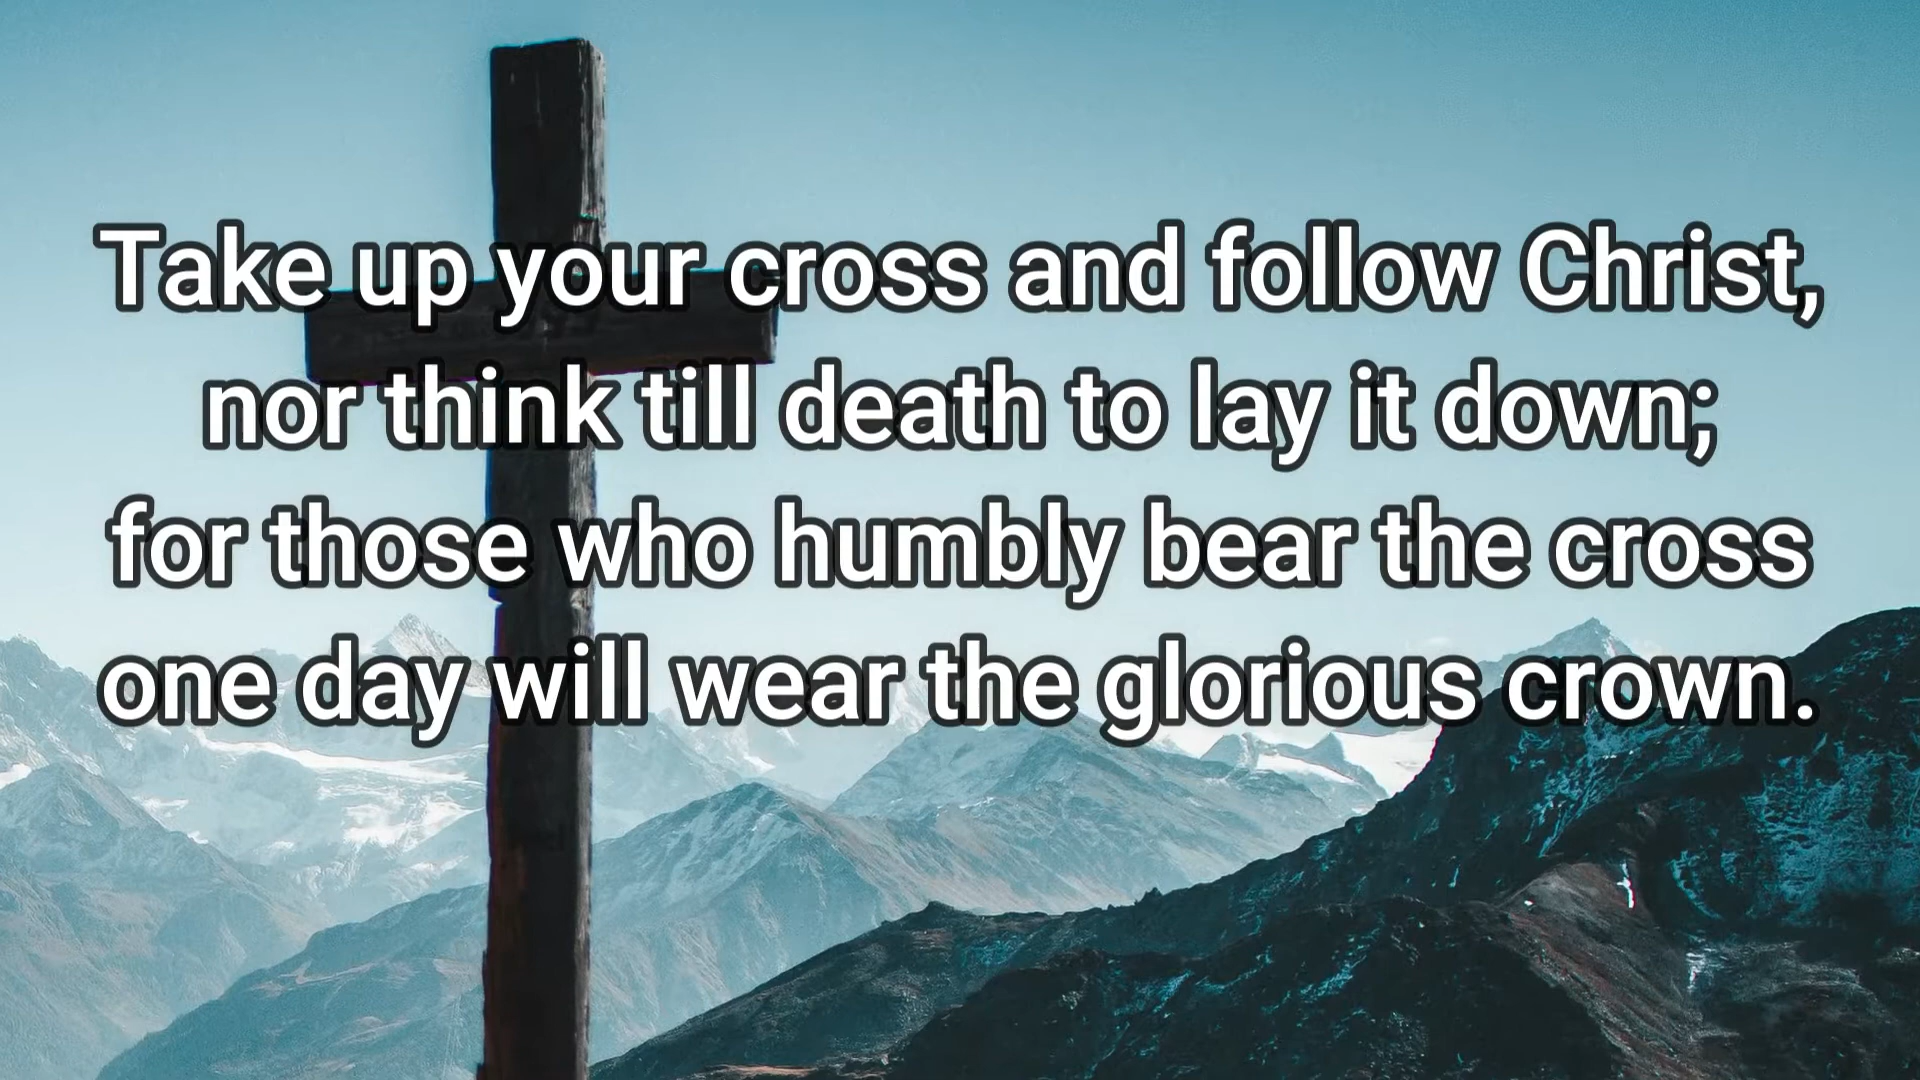 Take up your cross and follow Christ,
nor think till death to lay it down;
for those who humbly bear the cross
one day will wear the glorious crown.